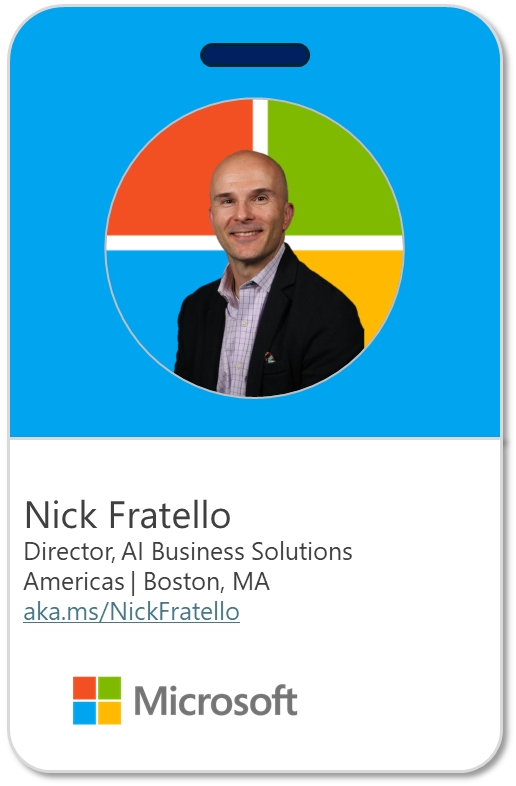 Nick Fratello
Director, AI Business Solutions
Americas | Boston, MA
aka.ms/NickFratello
Microsoft